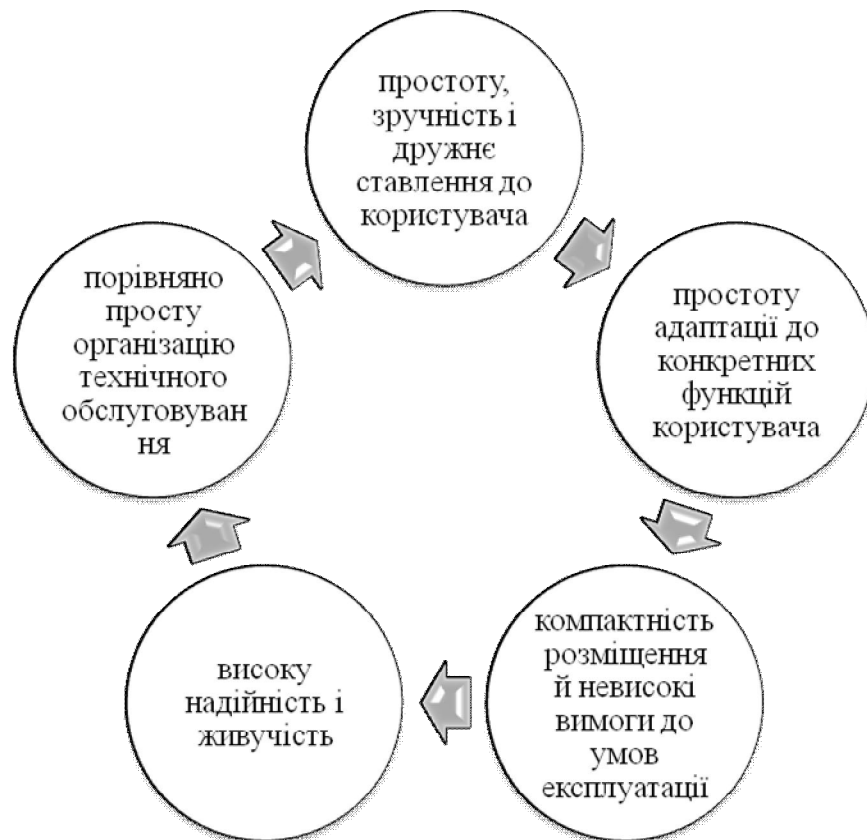 простоту,
зручність і
дружнє
ставлення до
користувача
простоту
адаптації до
конкретних
функцій
користувача
компактність
розміщення
й невисокі
вимоги до
умов
експлуатації
високу
надійність і
живучість
порівняно
просту
організацію
технічного
обслуговуван
ня